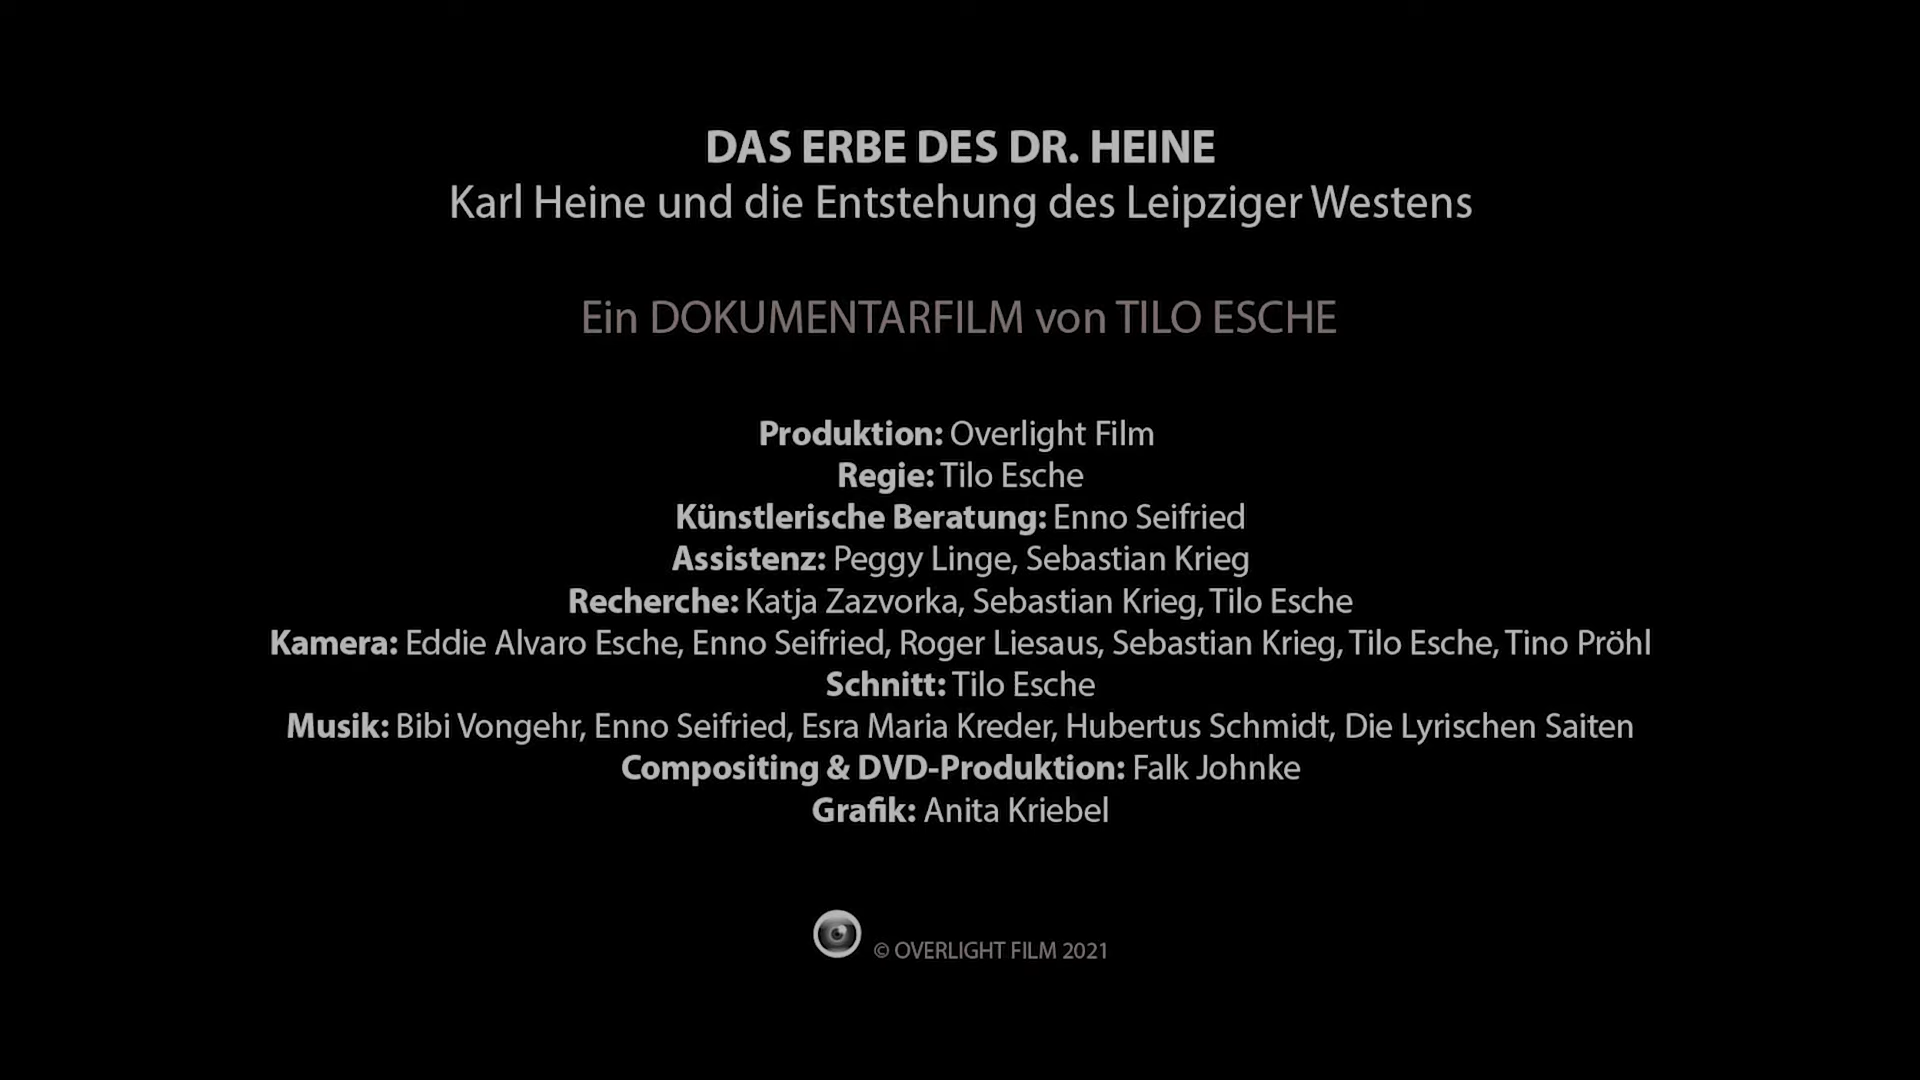 DAS ERBE DES DR. HEINE
Karl Heine und die Entstehung des Leipziger Westens
Ein DOKUMENTARFILM von TILO ESCHE
Produktion: Overlight Film
Regie: Tilo Esche
Künstlerische Beratung: Enno Seifried
Assistenz: Peggy Linge, Sebastian Krieg
Recherche: Katja Zazvorka, Sebastian Krieg, Tilo Esche
Kamera: Eddie Alvaro Esche, Enno Seifried, Roger Liesaus, Sebastian Krieg, Tilo Esche, Tino Pröhl
Schnitt: Tilo Esche
Musik: Bibi Vongehr, Enno Seifried, Esra Maria Kreder, Hubertus Schmidt, Die Lyrischen Saiten
Compositing & DVD-Produktion: Falk Johnke
Grafik: Anita Kriebel
© OVERLIGHT FILM 2021